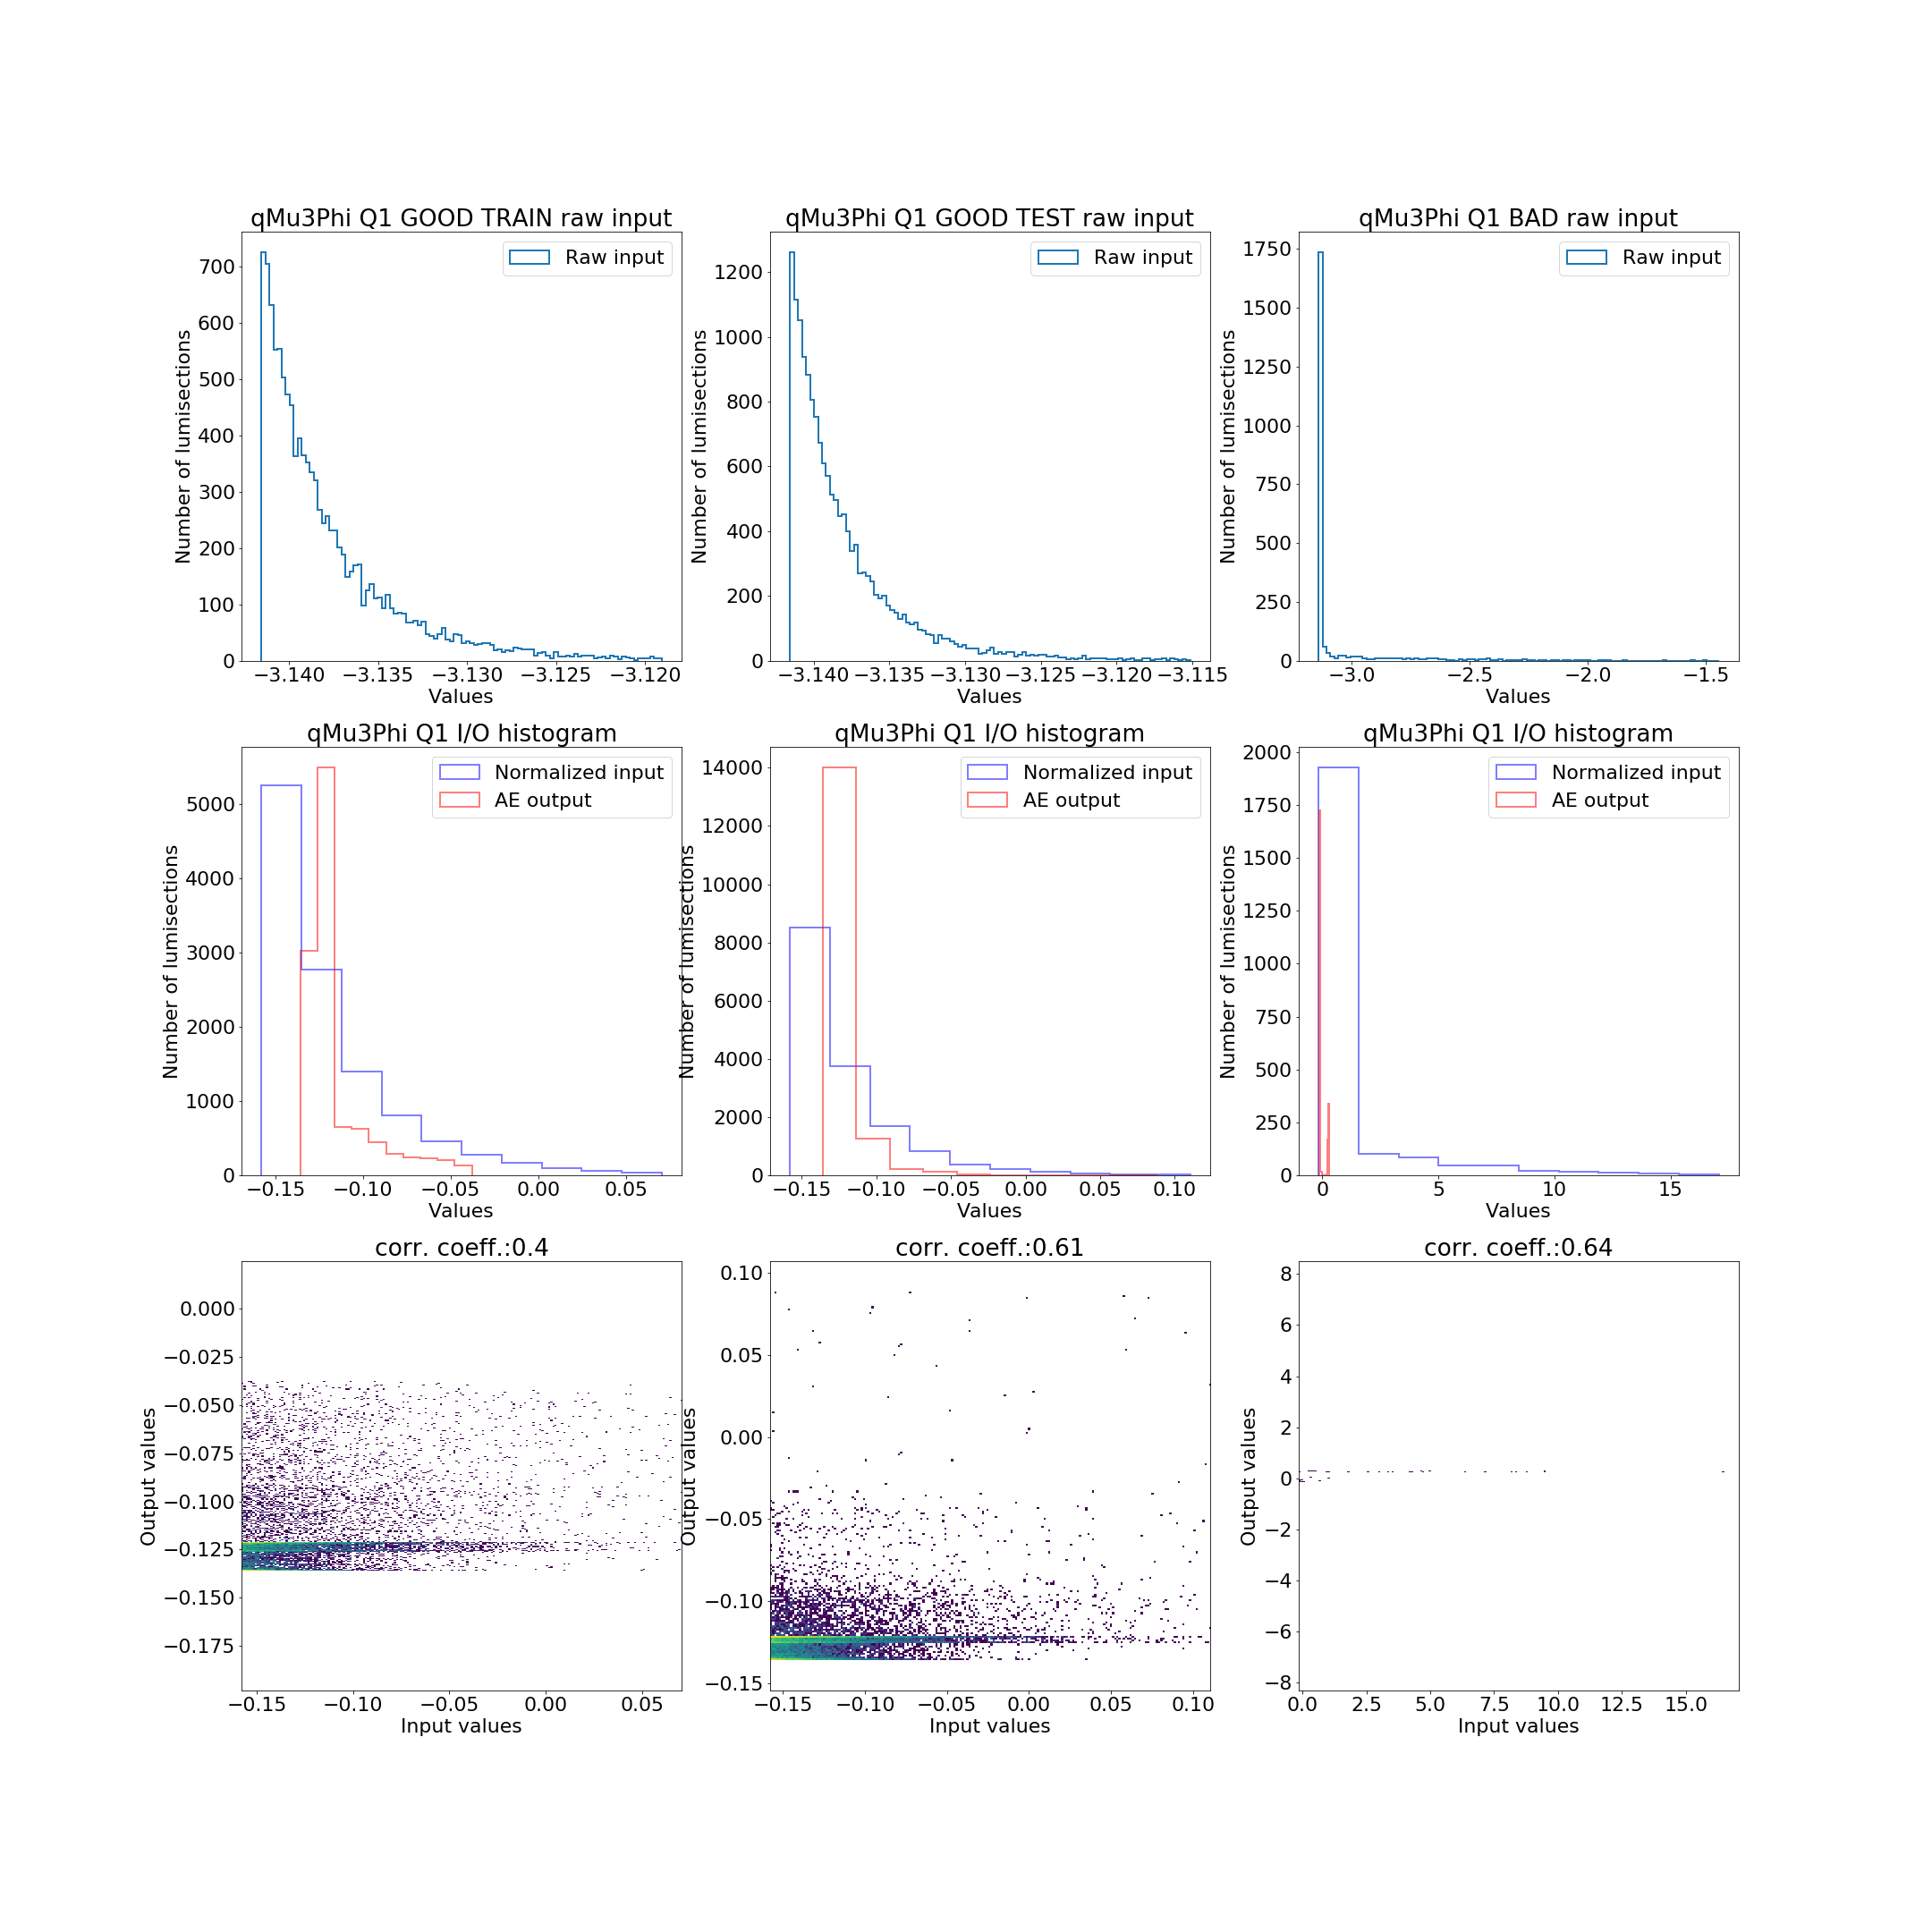 qMu3Phi Q1 GOOD TRAIN raw input
Raw input
Number of lumisections
700
600
500
400
300
200
100
0
−3.140 −3.135 −3.130 −3.125 −3.120
Values
qMu3Phi Q1 GOOD TEST raw input
Raw input
Number of lumisections
1200
1000
800
600
400
200
0
−3.140 −3.135 −3.130 −3.125 −3.120 −3.115
Values
qMu3Phi Q1 BAD raw input
Raw input
Number of lumisections
1750
1500
1250
1000
750
500
250
0
−3.0 −2.5 −2.0 −1.5
Values
qMu3Phi Q1 I/O histogram
Normalized input
AE output
Number of lumisections
5000
4000
3000
2000
1000
0
−0.15 −0.10 −0.05 0.00 0.05
Values
qMu3Phi Q1 I/O histogram
Normalized input
AE output
Number of lumisections
14000
12000
10000
8000
6000
4000
2000
0
−0.15 −0.10 −0.05 0.00 0.05 0.10
Values
qMu3Phi Q1 I/O histogram
Normalized input
AE output
Number of lumisections
2000
1750
1500
1250
1000
750
500
250
0
0 5 10 15
Values
corr. coeff.:0.4
Output values
0.000
−0.025
−0.050
−0.075
−0.100
−0.125
−0.150
−0.175
−0.15 −0.10 −0.05 0.00 0.05
Input values
corr. coeff.:0.61
Output values
0.10
0.05
0.00
−0.05
−0.10
−0.15
−0.15 −0.10 −0.05 0.00 0.05 0.10
Input values
corr. coeff.:0.64
Output values
8
6
4
2
0
−2
−4
−6
−8
0.0 2.5 5.0 7.5 10.0 12.5 15.0
Input values